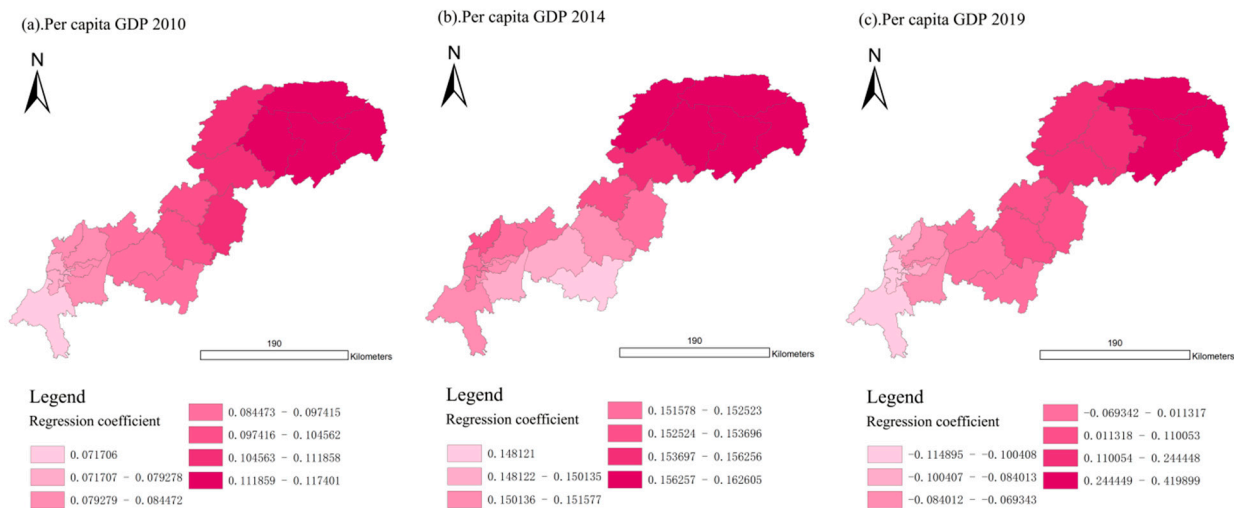 (a).Per capita GDP 2010
N
190
Kilometers
Legend
Regression coefficient
0.071706
0.071707 - 0.079278
0.079279 - 0.084472
0.084473 - 0.097415
0.097416 - 0.104562
0.104563 - 0.111858
0.111859 - 0.117401
(b).Per capita GDP 2014
N
190
Kilometers
Legend
Regression coefficient
0.148121
0.148122 - 0.150135
0.150136 - 0.151577
0.151578 - 0.152523
0.152524 - 0.153696
0.153697 - 0.156256
0.156257 - 0.162605
(c).Per capita GDP 2019
N
190
Kilometers
Legend
Regression coefficient
-0.114895 - -0.100408
-0.100407 - -0.084013
-0.084012 - -0.069343
-0.069342 - 0.011317
0.011318 - 0.110053
0.110054 - 0.244448
0.244449 - 0.419899